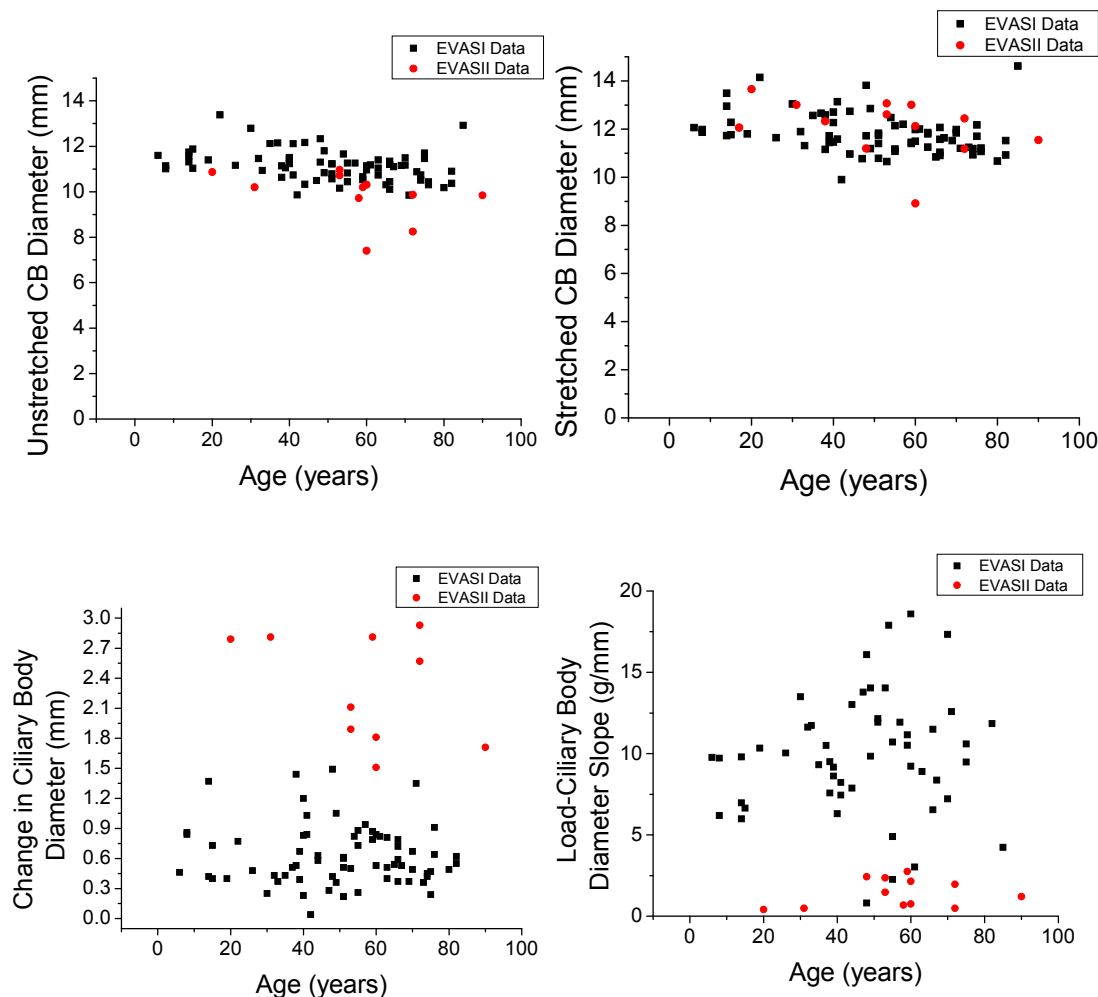 EVASI Data
EVASII Data
Unstretched CB Diameter (mm)
14
12
10
8
6
4
2
0
0 20 40 60 80 100
Age (years)
EVASI Data
EVASII Data
Stretched CB Diameter (mm)
14
12
10
8
6
4
2
0
0 20 40 60 80 100
Age (years)
EVASI Data
EVASII Data
Change in Ciliary Body
Diameter (mm)
3.0
2.7
2.4
2.1
1.8
1.5
1.2
0.9
0.6
0.3
0.0
0 20 40 60 80 100
Age (years)
EVASI Data
EVASII Data
Load-Ciliary Body
Diameter Slope (g/mm)
20
15
10
5
0
0 20 40 60 80 100
Age (years)